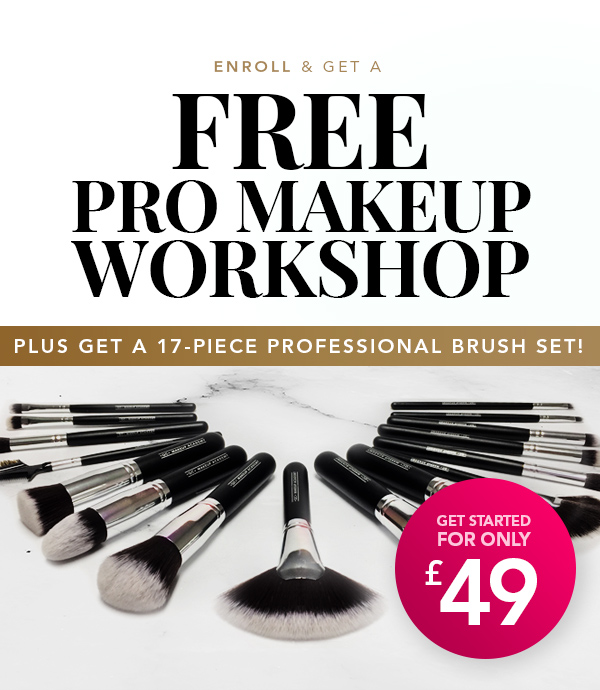 ENROLL & GET A
FREE
PRO MAKEUP
WORKSHOP
PLUS GET A 17-PIECE PROFESSIONAL BRUSH SET!
GET STARTED
FOR ONLY
£49